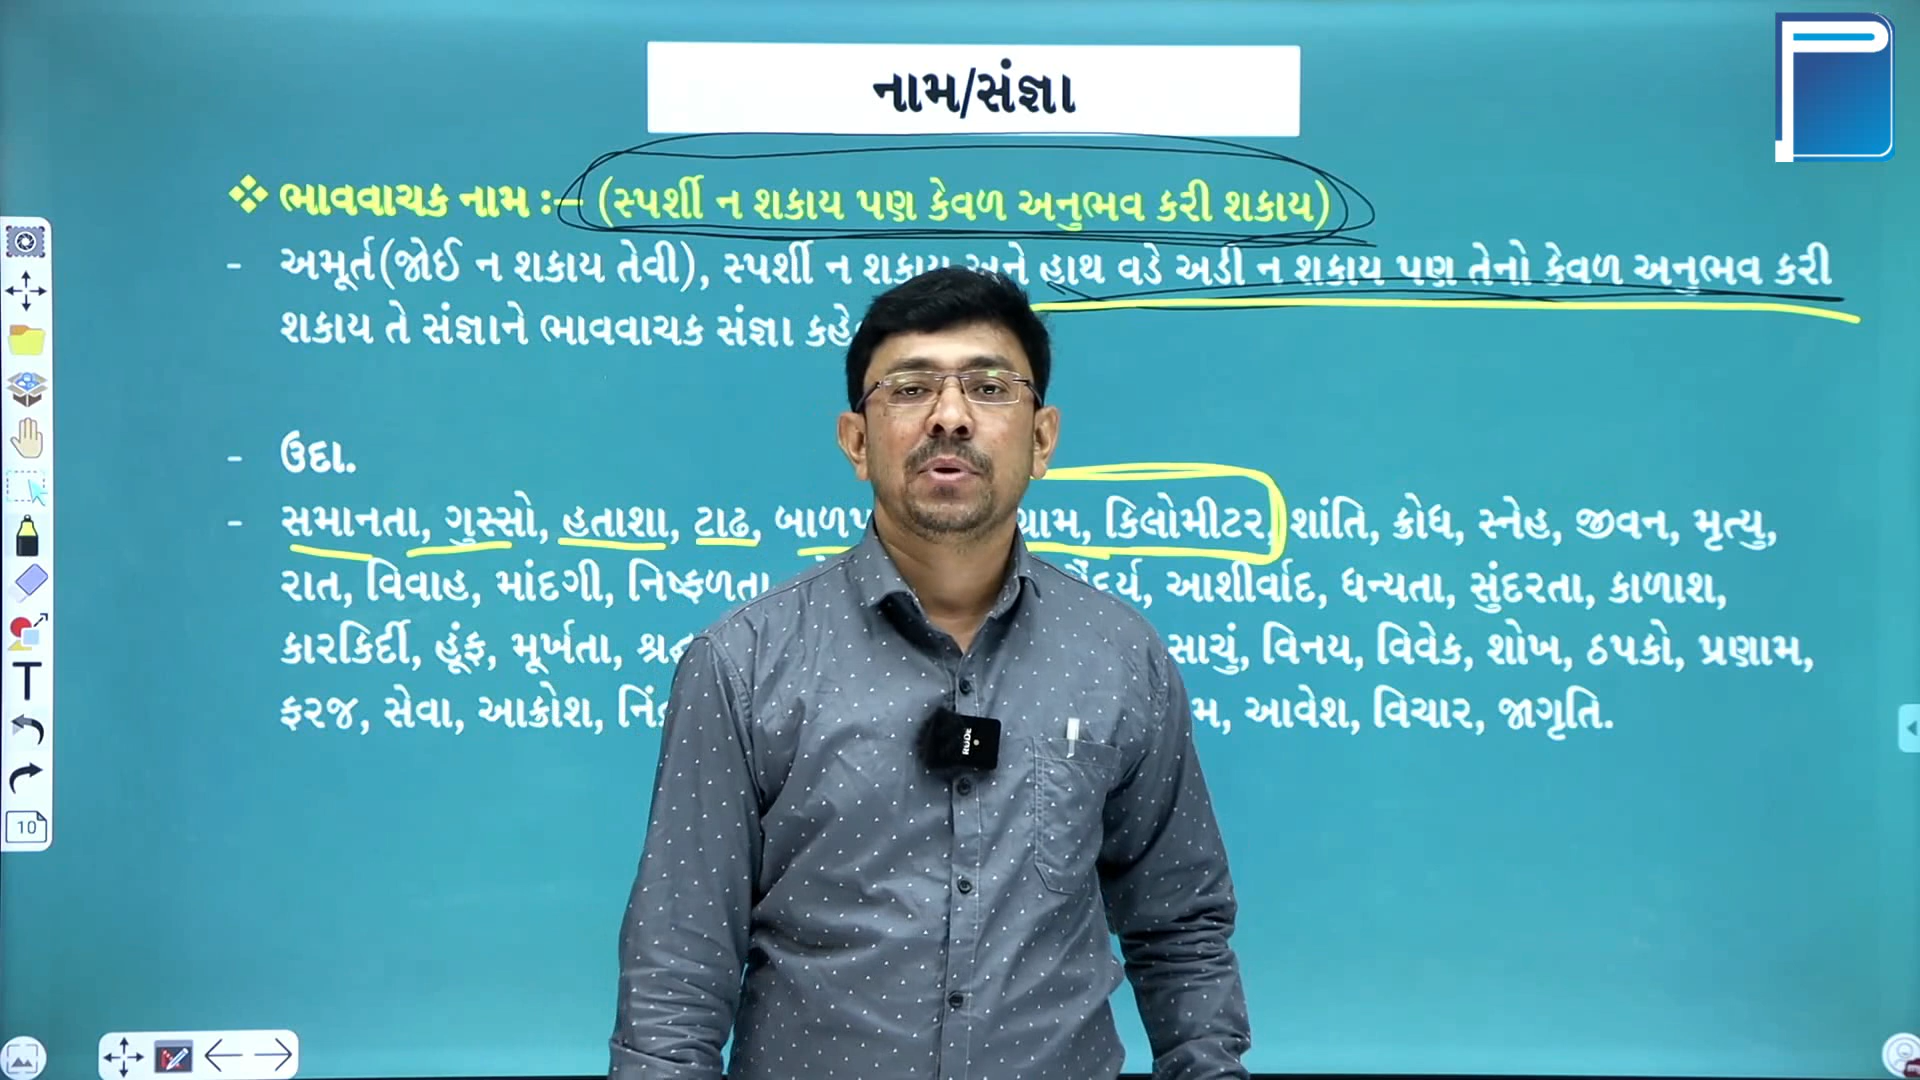 નામ/સંજ્ઞા
❖ ભાવવાચક નામ :– (સ્પર્શી ન શકાય પણ કેવળ અનુભવ કરી શકાય)
- અમૂર્ત(જોઈ ન શકાય તેવી), સ્પર્શી ન શકાય અને હાથ વડે અડી ન શકાય પણ તેનો કેવળ અનુભવ કરી
શકાય તે સંજ્ઞાને ભાવવાચક સંજ્ઞા
- ઉદા.
- સમાનતા, ગુસ્સો, હતાશા, ટાઢ, કિલોમીટર, શાંતિ, ક્રોધ, સ્નેહ, જીવન, મૃત્યુ,
રાત, વિવાહ, માંદગી, નિષ્ફળતા, આશીર્વાદ, ધન્યતા, સુંદરતા, કાળાશ,
કારકિર્દી, હૂંફ, મૂર્ખતા, સાચું, વિનય, વિવેક, શોખ, ઠપકો, પ્રણામ,
ફરજ, સેવા, આક્રોશ, આવેશ, વિચાર, જાગૃતિ.
RODE
T
10